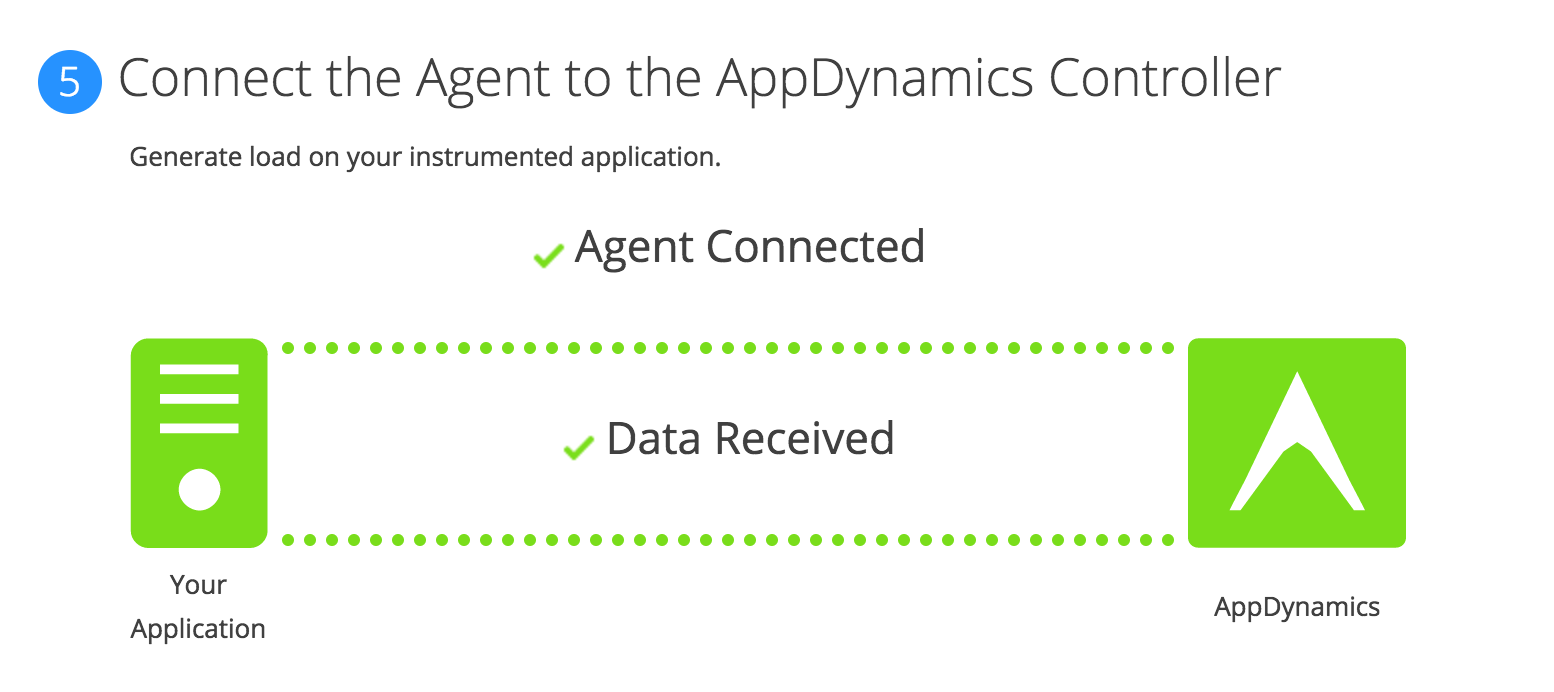 5 Connect the Agent to the AppDynamics Controller
Generate load on your instrumented application.
Agent Connected
Data Received
Your
Application
AppDynamics